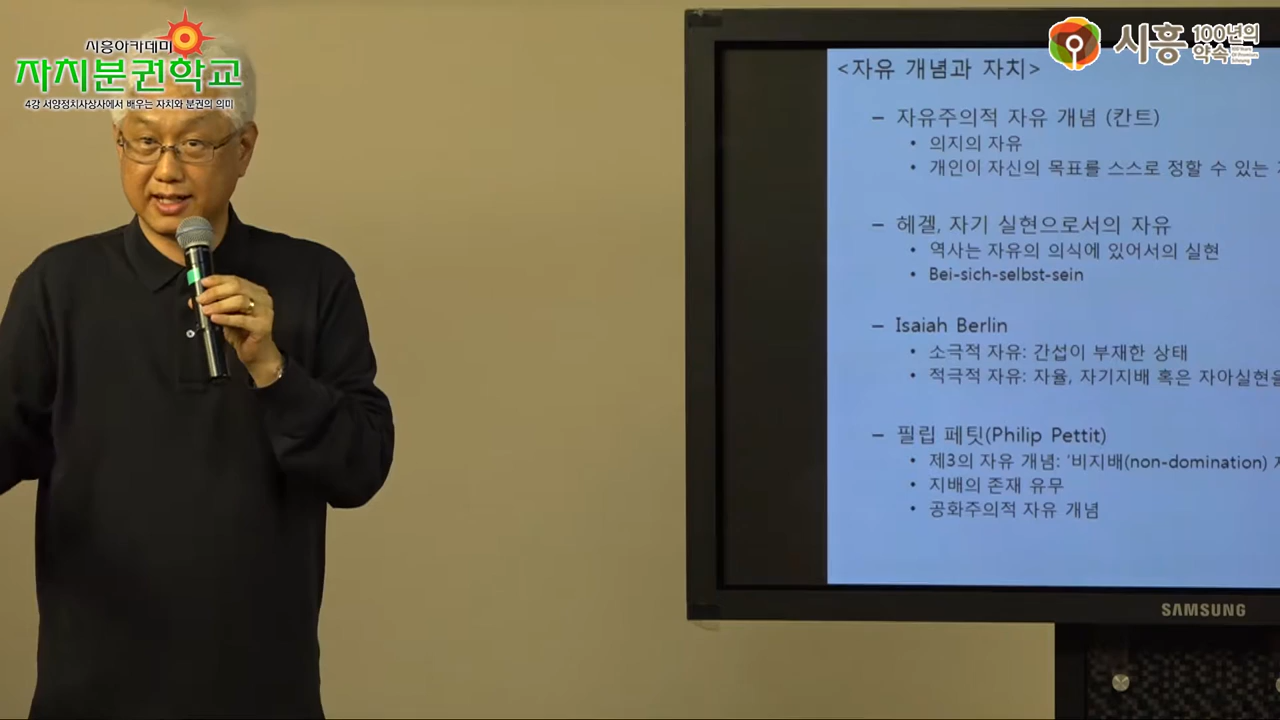 시흥아카데미
자치분권학교
4강 서양정치사상사에서 배우는 자치와 분권의 의미
시흥 100년의
약속
<자유 개념과 자치>
– 자유주의적 자유 개념 (칸트)
• 의지의 자유
• 개인이 자신의 목표를 스스로 정할 수 있는
– 헤겔, 자기 실현으로서의 자유
• 역사는 자유의 의식에 있어서의 실현
• Bei-sich-selbst-sein
– Isaiah Berlin
• 소극적 자유: 간섭이 부재한 상태
• 적극적 자유: 자율, 자기지배 혹은 자아실현을
– 필립 페팃(Philip Pettit)
• 제3의 자유 개념: '비지배(non-domination)
• 지배의 존재 유무
• 공화주의적 자유 개념
SAMSUNG